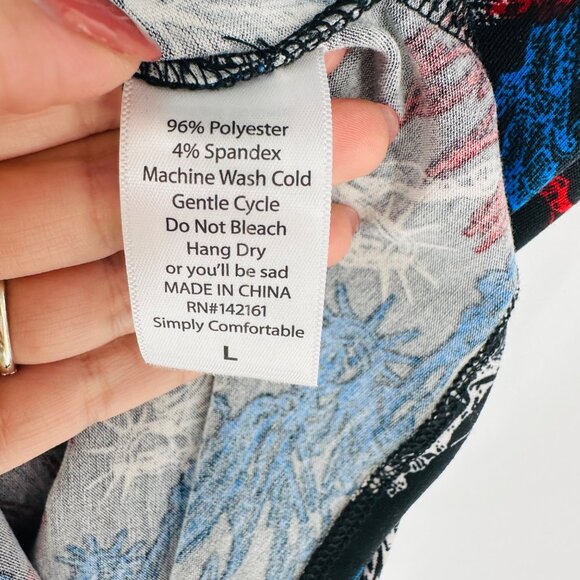 96% Polyester
4% Spandex
Machine Wash Cold
Gentle Cycle
Do Not Bleach
Hang Dry
or you'll be sad
MADE IN CHINA
RN#142161
Simply Comfortable
L